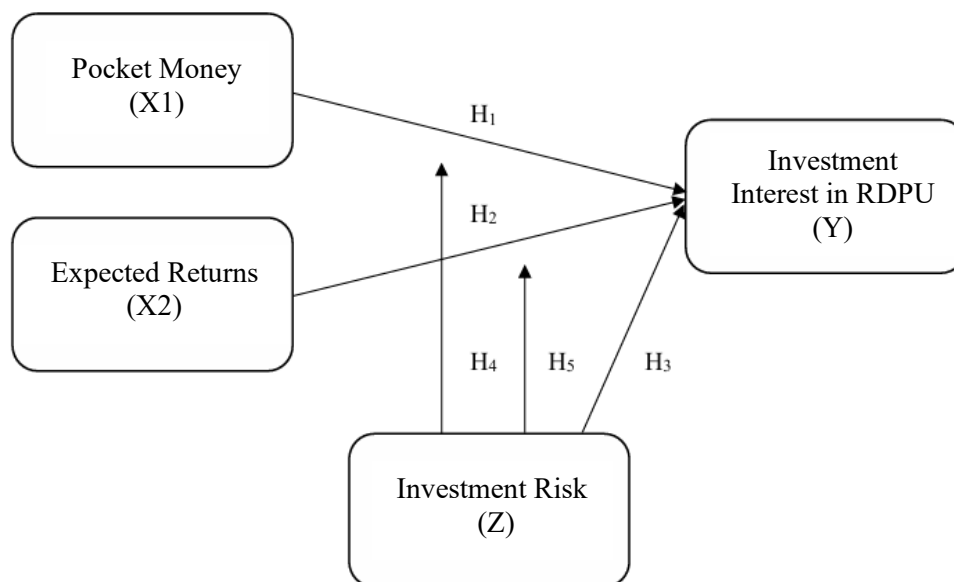 Pocket Money
(X1)
H₁
Investment
Interest in RDPU
(Y)
H₂
Expected Returns
(X2)
H₄
H₅
H₃
Investment Risk
(Z)